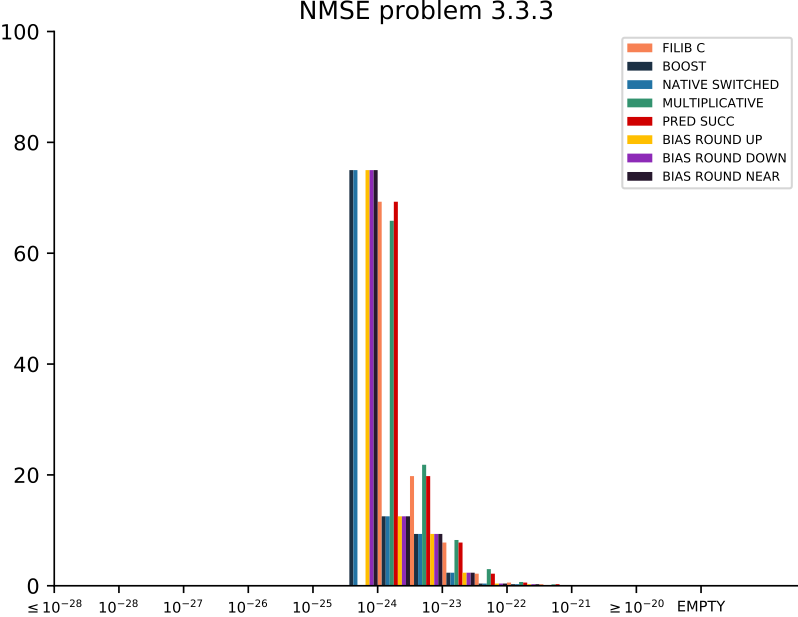 NMSE problem 3.3.3
100
80
60
40
20
0
FILIB C
BOOST
NATIVE SWITCHED
MULTIPLICATIVE
PRED SUCC
BIAS ROUND UP
BIAS ROUND DOWN
BIAS ROUND NEAR
≤10⁻²⁸ 10⁻²⁸ 10⁻²⁷ 10⁻²⁶ 10⁻²⁵ 10⁻²⁴ 10⁻²³ 10⁻²² 10⁻²¹ ≥10⁻²⁰ EMPTY